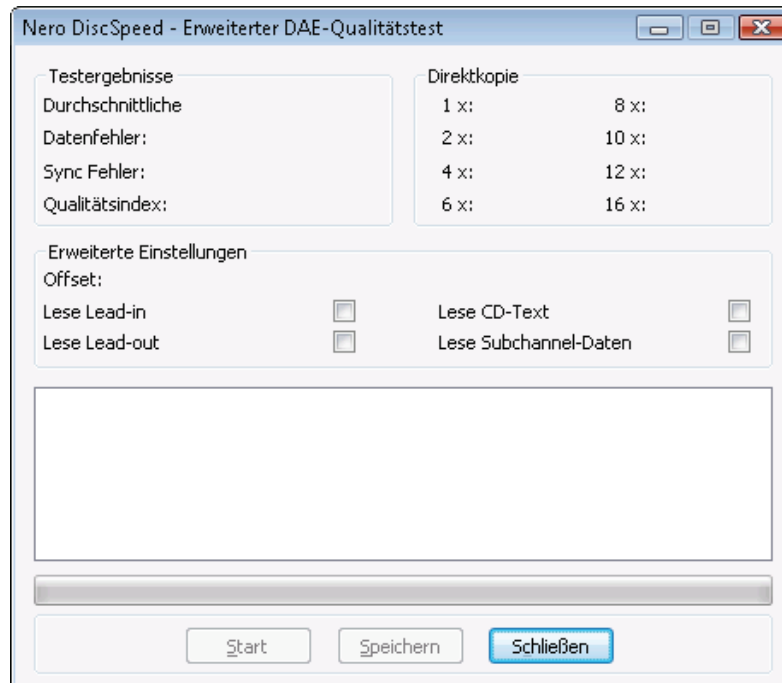 Nero DiscSpeed - Erweiterter DAE-Qualitätstest
Testergebnisse
Durchschnittliche
Datenfehler:
Sync Fehler:
Qualitätsindex:
Direktkopie
1 x: 8 x:
2 x: 10 x:
4 x: 12 x:
6 x: 16 x:
Erweiterte Einstellungen
Offset:
Lese Lead-in Lese CD-Text
Lese Lead-out Lese Subchannel-Daten
Start Speichern Schließen